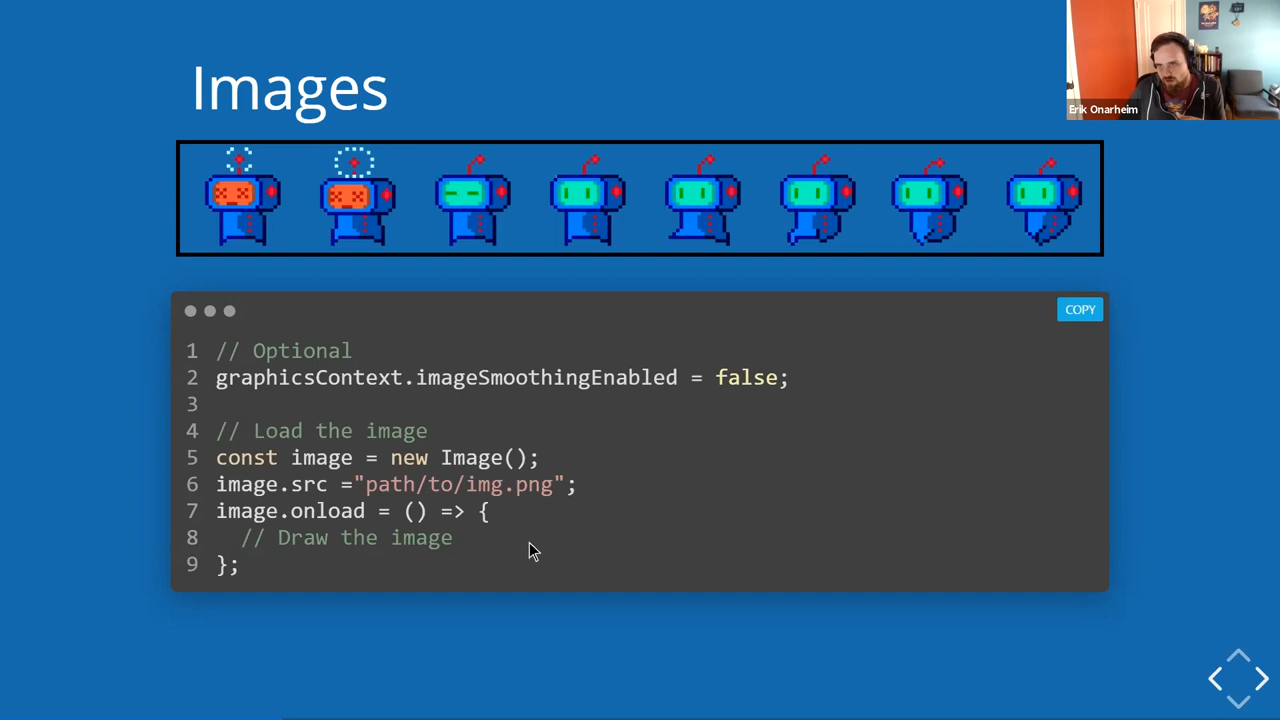 Images
Erik Onarheim
COPY
1 // Optional
2 graphicsContext.imageSmoothingEnabled = false;
3
4 // Load the image
5 const image = new Image();
6 image.src ="path/to/img.png";
7 image.onload = () => {
8   // Draw the image
9 };